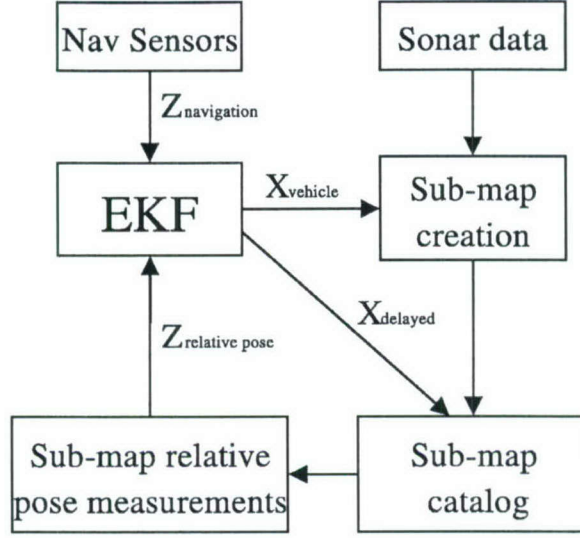 Nav Sensors
Sonar data
Znavigation
EKF
Xvehicle
Sub-map
creation
Xdelayed
Zrelative pose
Sub-map relative
pose measurements
Sub-map
catalog